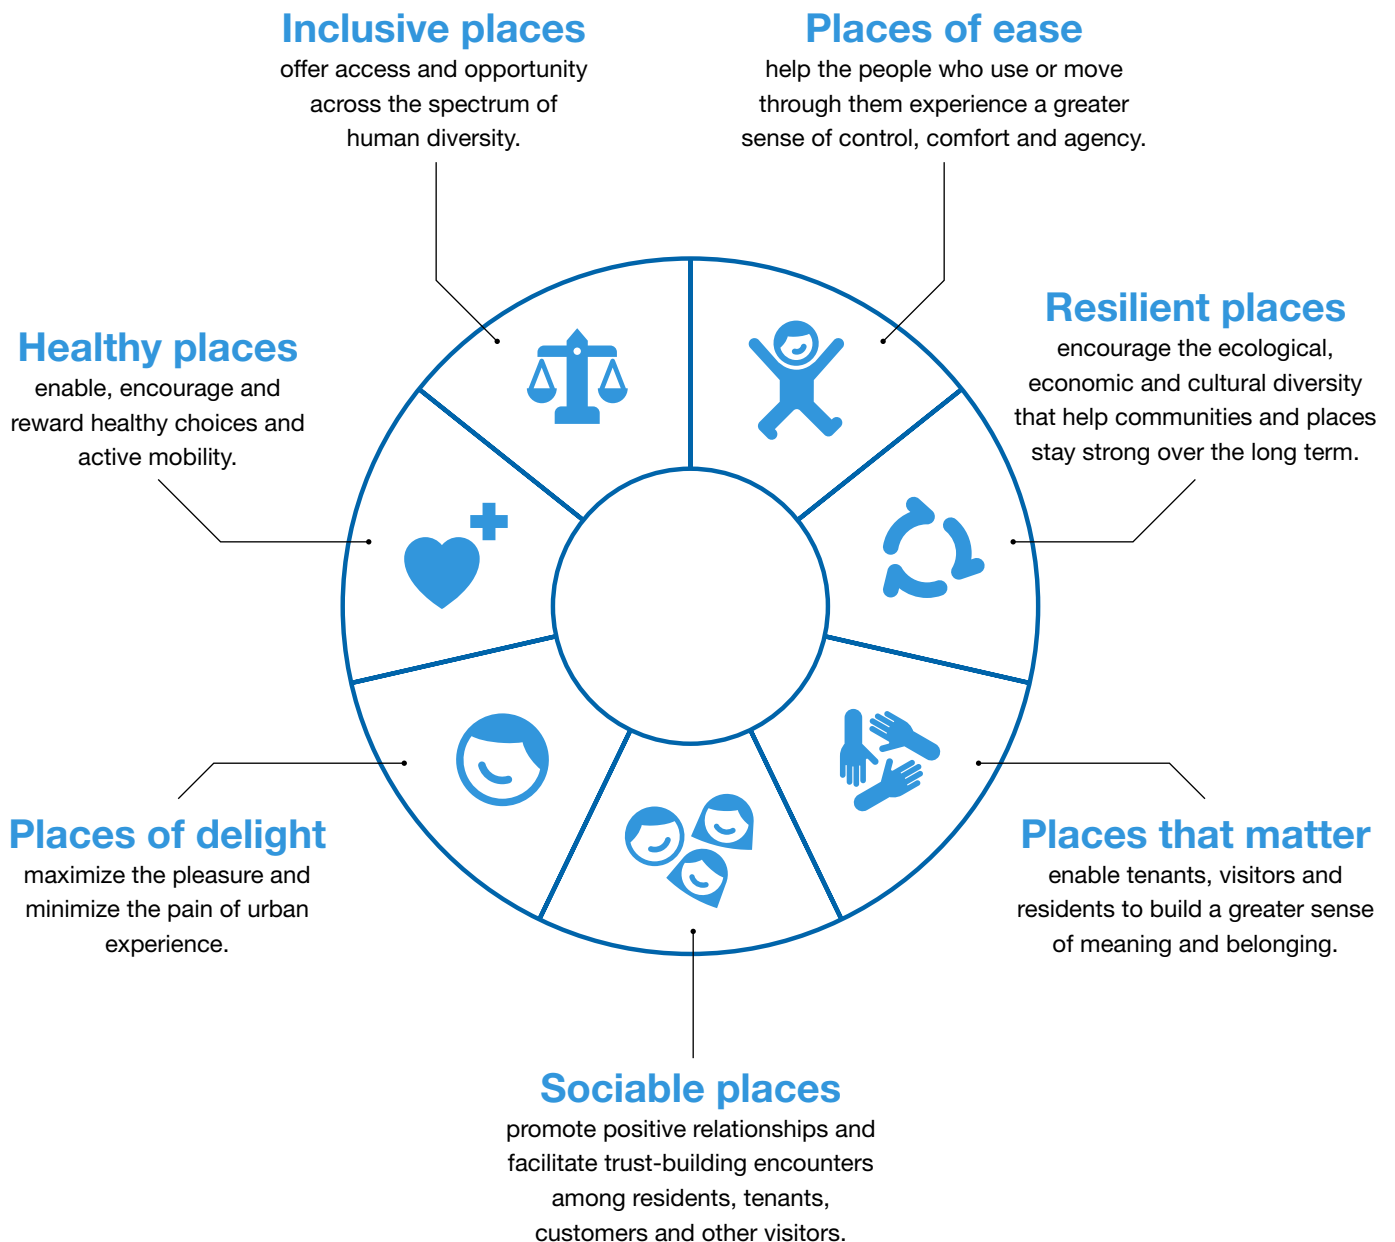 Inclusive places
offer access and opportunity
across the spectrum of
human diversity.
Places of ease
help the people who use or move
through them experience a greater
sense of control, comfort and agency.
Resilient places
encourage the ecological,
economic and cultural diversity
that help communities and places
stay strong over the long term.
Healthy places
enable, encourage and
reward healthy choices and
active mobility.
Places of delight
maximize the pleasure and
minimize the pain of urban
experience.
Places that matter
enable tenants, visitors and
residents to build a greater sense
of meaning and belonging.
Sociable places
promote positive relationships and
facilitate trust-building encounters
among residents, tenants,
customers and other visitors.